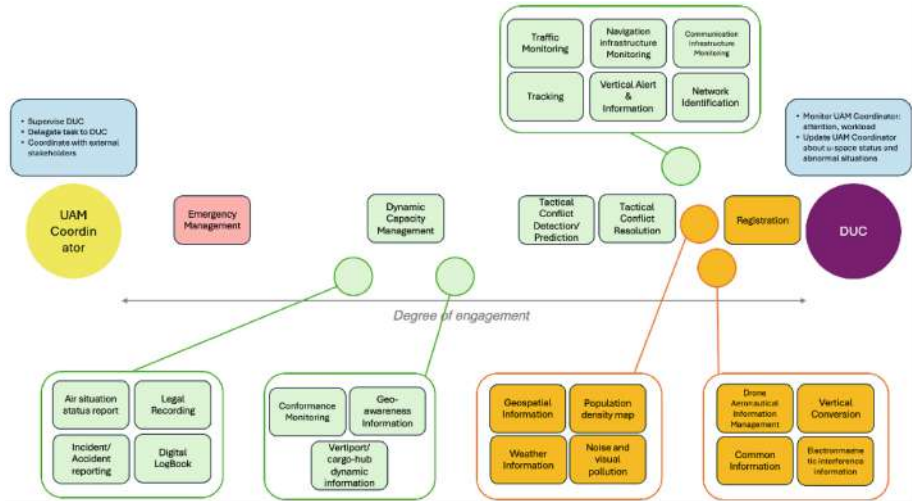 Traffic
Monitoring
Navigation
infrastructure
Monitoring
Communication
Infrastructure
Monitoring
Tracking
Vertical Alert
&
Information
Network
Identification
• Supervise DUC
• Delegate task to DUC
• Coordinate with external
stakeholders
• Monitor UAM Coordinator:
attention, workload
• Update UAM Coordinator
about u-space status and
abnormal situations
UAM
Coordin
ator
Emergency
Management
Dynamic
Capacity
Management
Tactical
Conflict
Detection/
Prediction
Tactical
Conflict
Resolution
Registration
DUC
Degree of engagement
Air situation
status report
Legal
Recording
Incident/
Accident
reporting
Digital
LogBook
Conformance
Monitoring
Geo-
awareness
Information
Vertiport/
cargo-hub
dynamic
information
Geospatial
Information
Population
density map
Weather
Information
Noise and
visual
pollution
Drone
Aeronautical
Information
Management
Vertical
Conversion
Common
Information
Electronmagne
tic interference
information